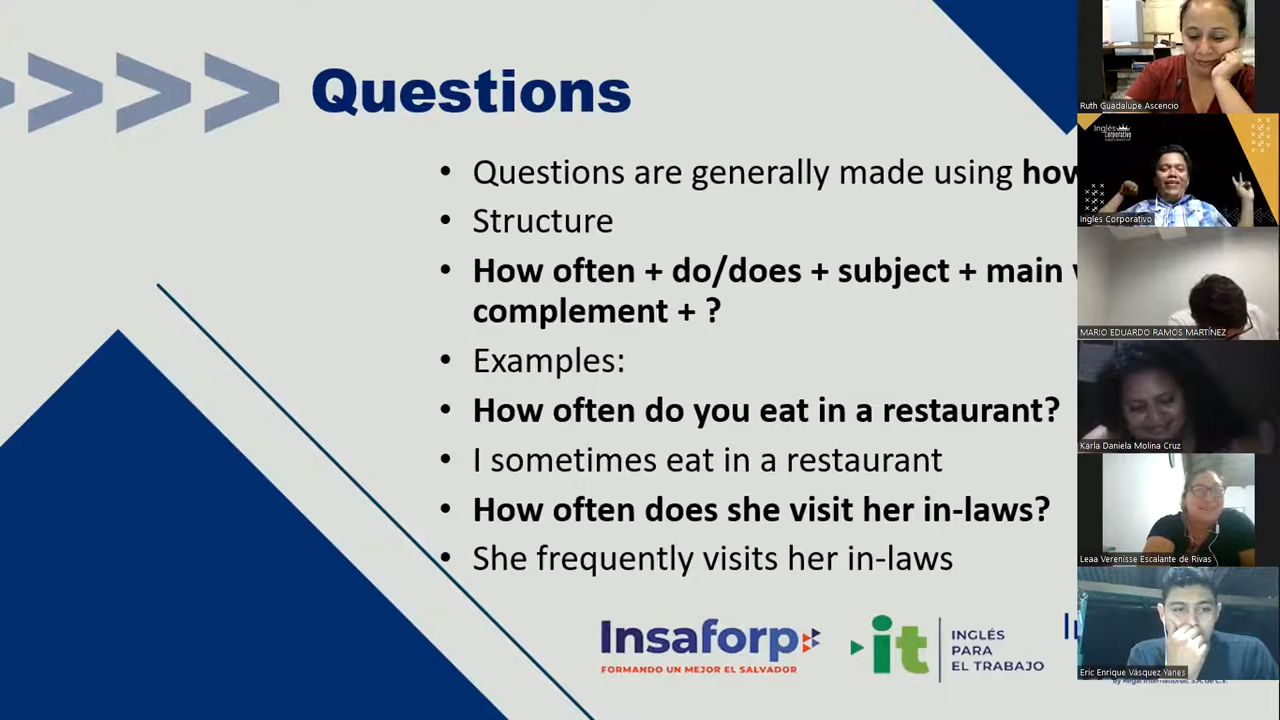 Questions
• Questions are generally made using how
• Structure
• How often + do/does + subject + main
complement + ?
• Examples:
• How often do you eat in a restaurant?
• I sometimes eat in a restaurant
• How often does she visit her in-laws?
• She frequently visits her in-laws
Insaforp
FORMANDO UN MEJOR EL SALVADOR
it
INGLÉS
PARA
EL TRABAJO
Ruth Guadalupe Ascencio
Inglés
Corporativo
Ingles Corporativo
MARIO EDUARDO RAMOS MARTÍNEZ
Karla Daniela Molina Cruz
Leaa Verenisse Escalante de Rivas
Eric Enrique Vásquez Yanes